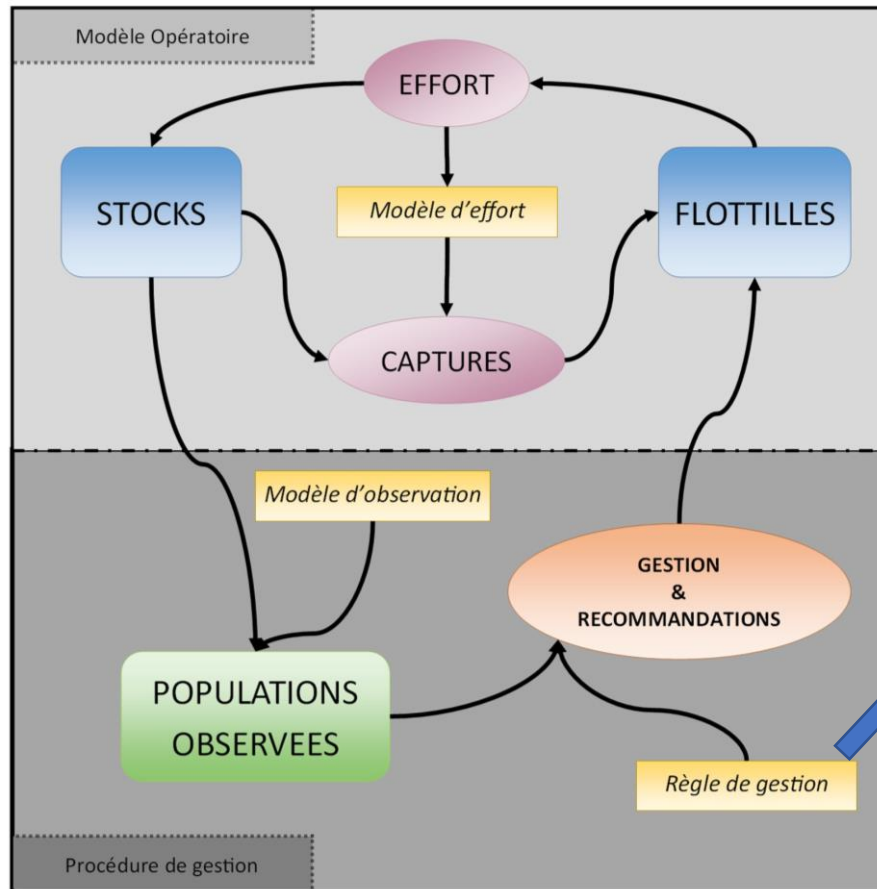 Modèle Opératoire
EFFORT
STOCKS
Modèle d'effort
FLOTTILLES
CAPTURES
Modèle d'observation
GESTION
&
RECOMMANDATIONS
POPULATIONS
OBSERVEES
Règle de gestion
Procédure de gestion